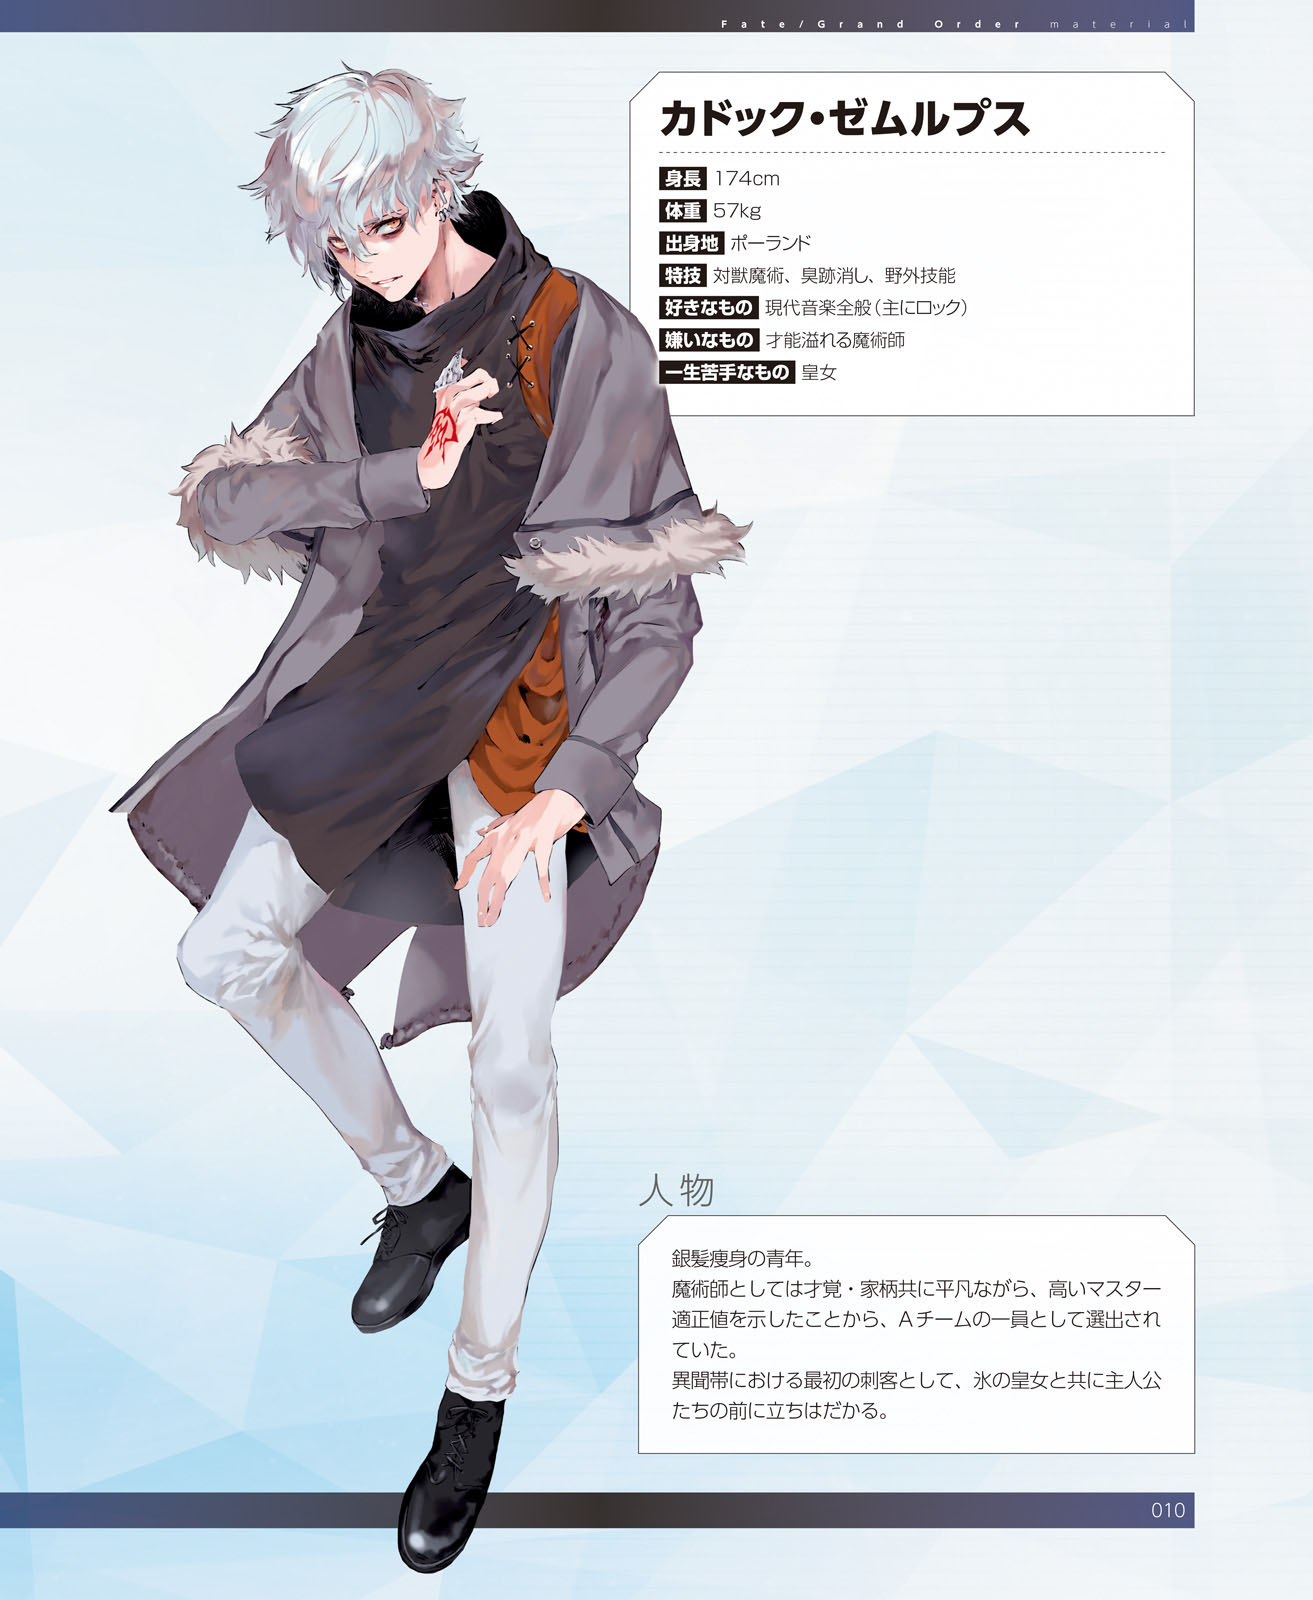 Fate/Grand Order material
カドック・ゼムルプス
身長 174cm
体重 57kg
出身地 ポーランド
特技 対獣魔術、臭跡消し、野外技能
好きなもの 現代音楽全般（主にロック）
嫌いなもの 才能溢れる魔術師
一生苦手なもの 皇女
人物
銀髪痩身の青年。
魔術師としては才覚・家柄共に平凡ながら、高いマスター
適正値を示したことから、Aチームの一員として選出され
ていた。
異聞帯における最初の刺客として、氷の皇女と共に主人公
たちの前に立ちはだかる。
010